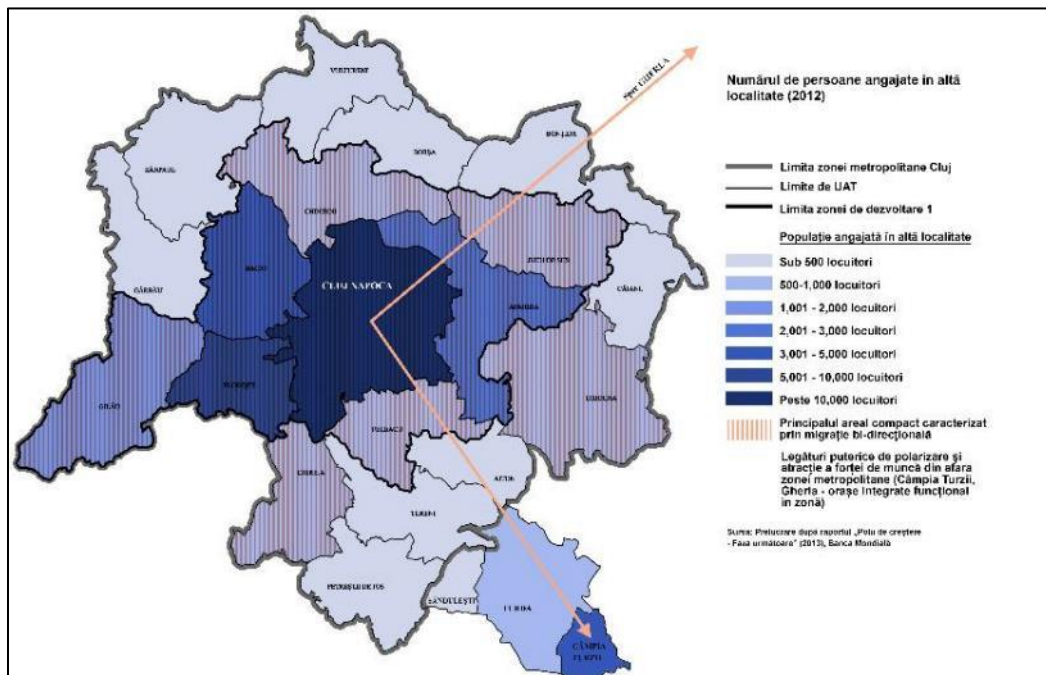 VULTURENI
Spre GHERLA
BONȚIDA
BORȘA
SÂNPAUL
CHINTENI
JUCU DE SUS
BACIU
CLUJ NAPOCA
APAHIDA
CĂIANU
GÂRBĂU
GILĂU
FLOREȘTI
FELEACU
COJOCNA
CIURILA
AITON
TURENI
PETREȘTII DE JOS
SĂNDULEȘTI
TURDA
CÂMPIA
TURZII
Numărul de persoane angajate în altă
localitate (2012)
Limita zonei metropolitane Cluj
Limite de UAT
Limita zonei de dezvoltare 1
Populație angajată în altă localitate
Sub 500 locuitori
500-1,000 locuitori
1,001 - 2,000 locuitori
2,001 - 3,000 locuitori
3,001 - 5,000 locuitori
5,001 - 10,000 locuitori
Peste 10,000 locuitori
Principalul areal compact caracterizat
prin migrație bi-direcțională
Legături puterice de polarizare și
atracție a forței de muncă din afara
zonei metropolitane (Câmpia Turzii,
Gherla - orașe integrate funcțional
în zonă)
Sursa: Prelucrare după raportul „Polu de creștere
- Faza următoare" (2013), Banca Mondială